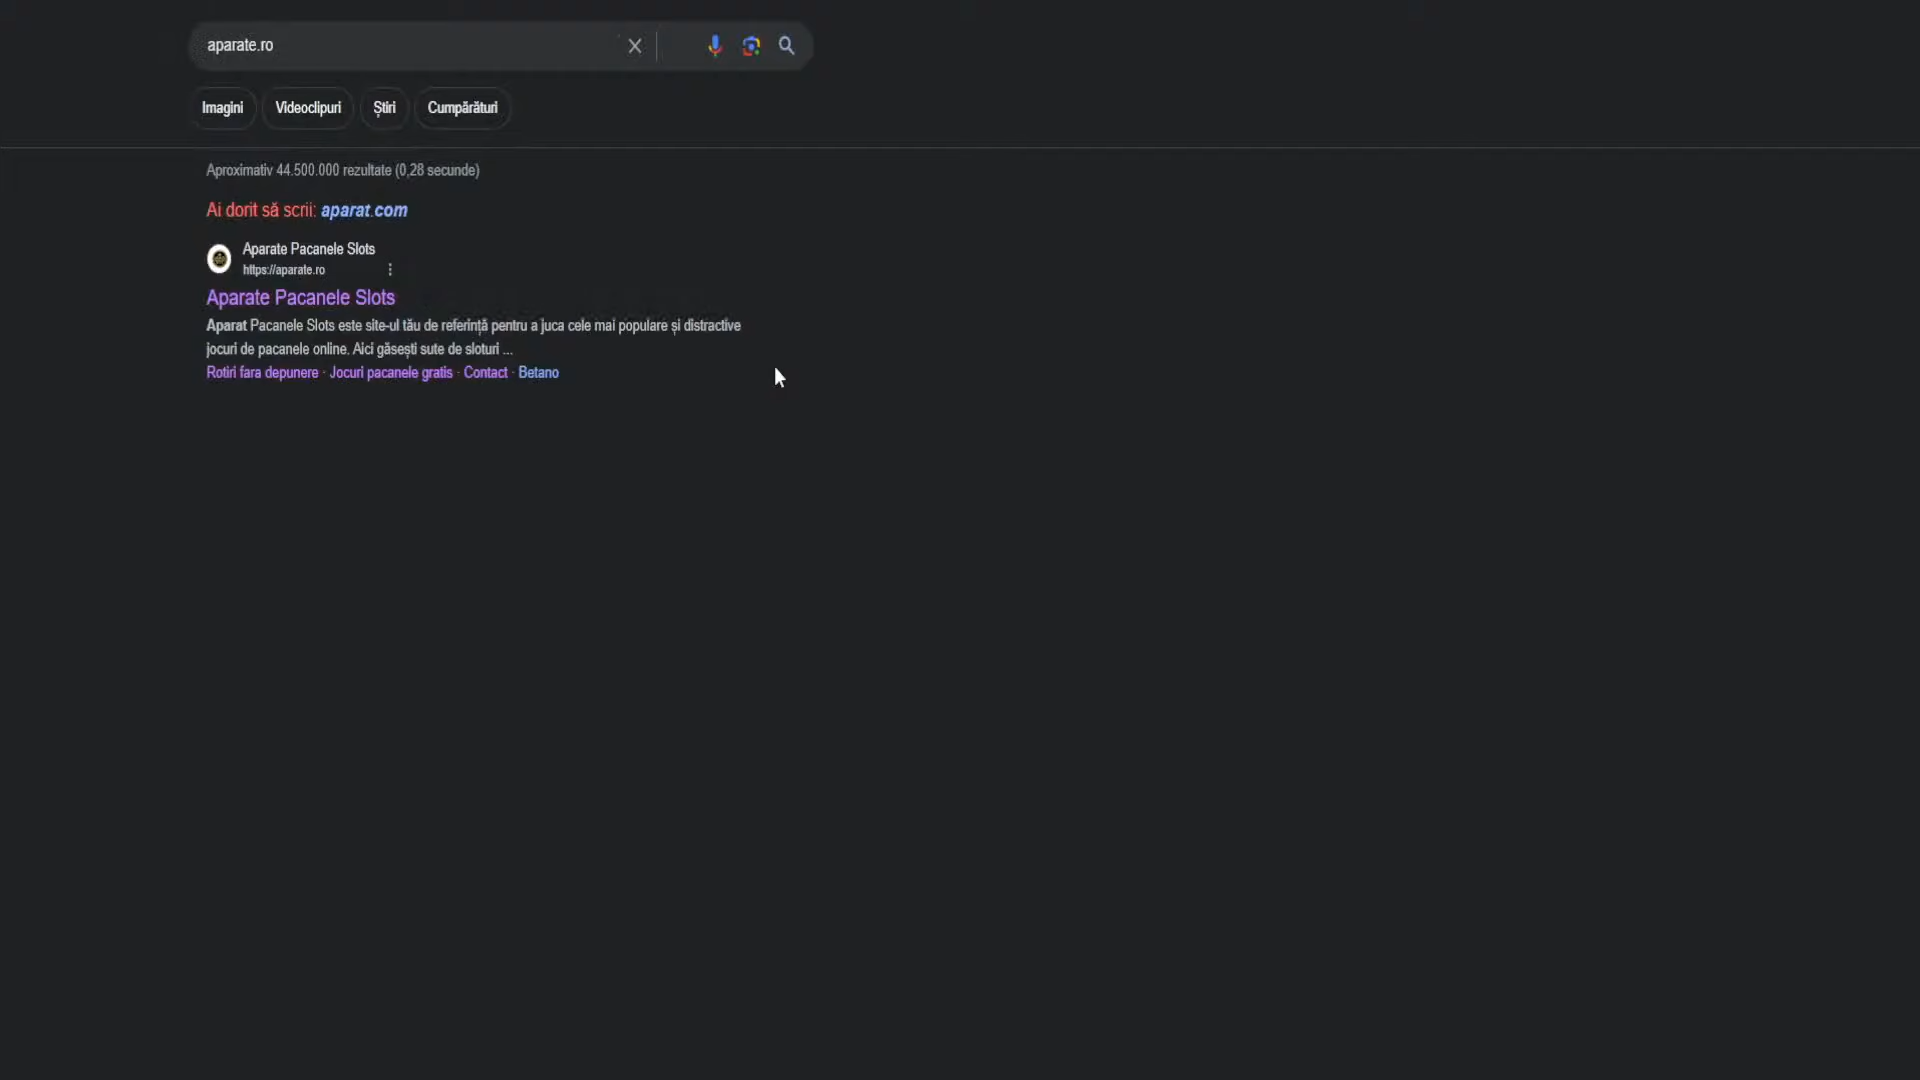 aparate.ro
Imagini Videoclipuri Știri Cumpărături
Aproximativ 44.500.000 rezultate (0,28 secunde)
Ai dorit să scrii: aparat.com
Aparate Pacanele Slots
https://aparate.ro
Aparate Pacanele Slots
Aparat Pacanele Slots este site-ul tău de referință pentru a juca cele mai populare și distractive
jocuri de pacanele online. Aici găsești sute de sloturi ...
Rotiri fara depunere · Jocuri pacanele gratis · Contact · Betano